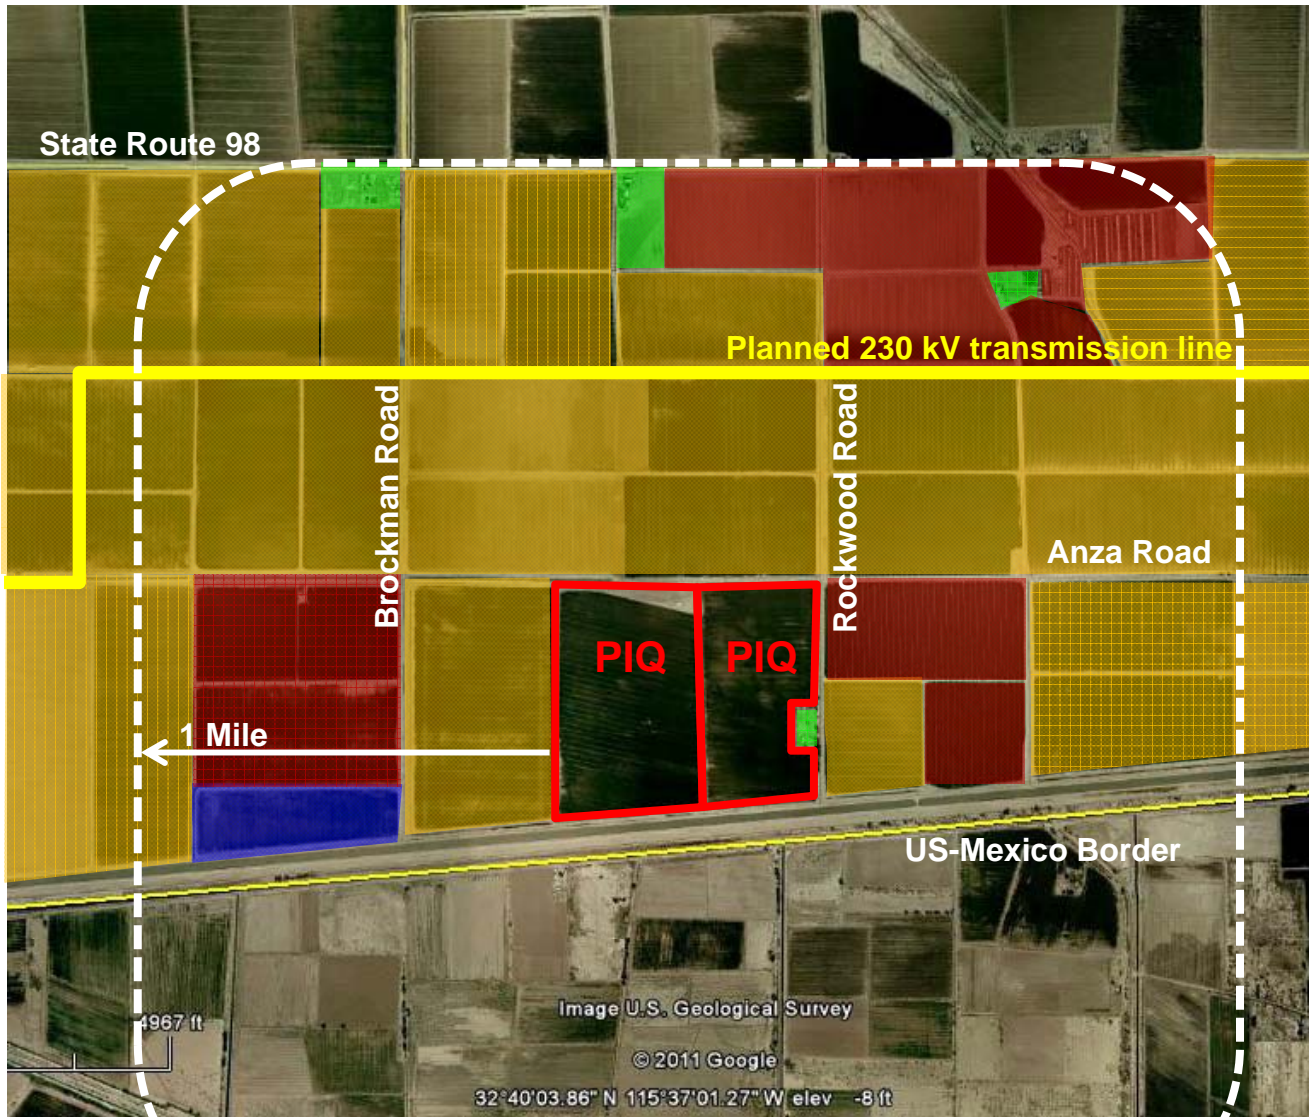 State Route 98
Planned 230 kV transmission line
Brockman Road
Rockwood Road
Anza Road
PIQ PIQ
1 Mile
US-Mexico Border
4967 ft
Image U.S. Geological Survey
© 2011 Google
32°40'03.86" N 115°37'01.27" W elev -8 ft